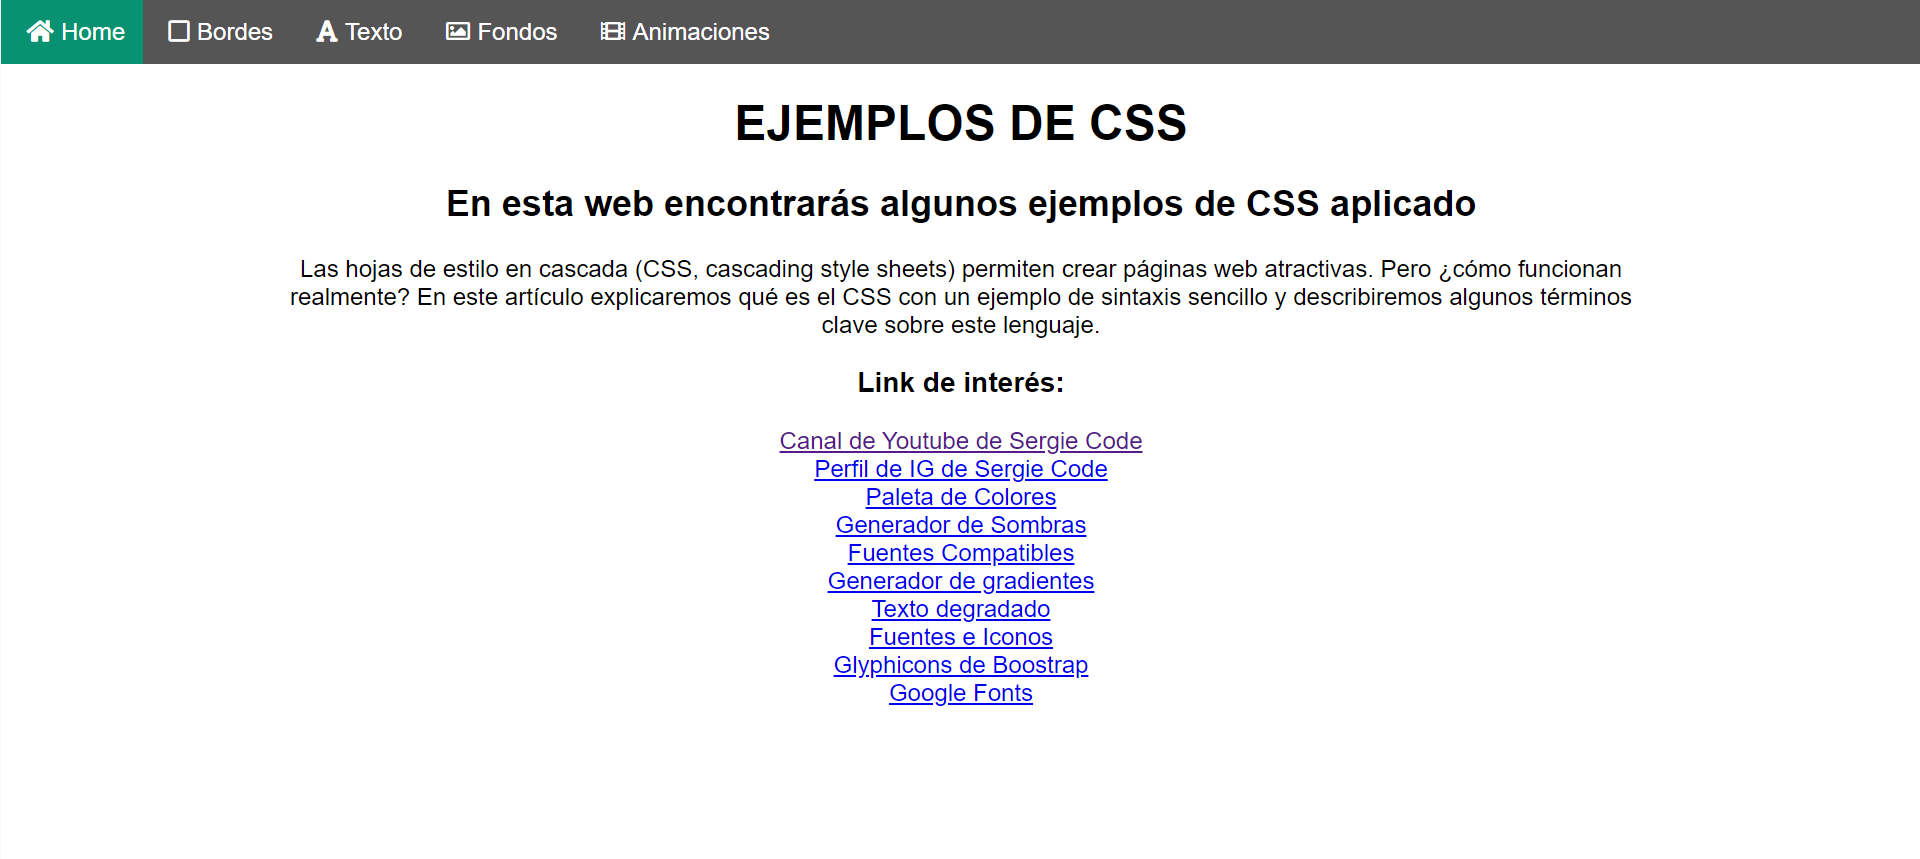 Home Bordes Texto Fondos Animaciones
EJEMPLOS DE CSS
En esta web encontrarás algunos ejemplos de CSS aplicado
Las hojas de estilo en cascada (CSS, cascading style sheets) permiten crear páginas web atractivas. Pero ¿cómo funcionan
realmente? En este artículo explicaremos qué es el CSS con un ejemplo de sintaxis sencillo y describiremos algunos términos
clave sobre este lenguaje.
Link de interés:
Canal de Youtube de Sergie Code
Perfil de IG de Sergie Code
Paleta de Colores
Generador de Sombras
Fuentes Compatibles
Generador de gradientes
Texto degradado
Fuentes e Iconos
Glyphicons de Boostrap
Google Fonts